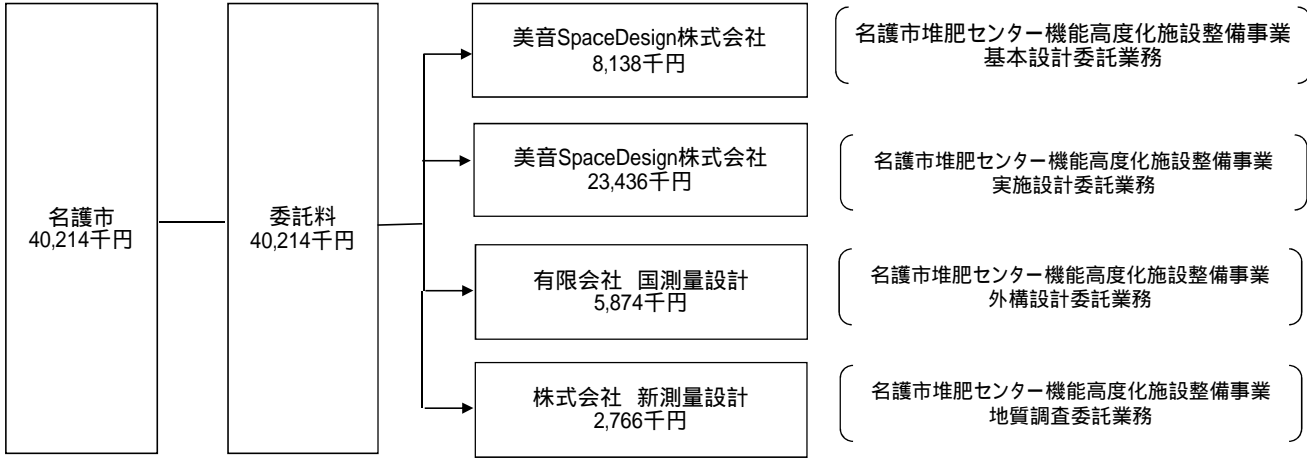 名護市
40,214千円
委託料
40,214千円
美音SpaceDesign株式会社
8,138千円
名護市堆肥センター機能高度化施設整備事業
基本設計委託業務
美音SpaceDesign株式会社
23,436千円
名護市堆肥センター機能高度化施設整備事業
実施設計委託業務
有限会社　国測量設計
5,874千円
名護市堆肥センター機能高度化施設整備事業
外構設計委託業務
株式会社　新測量設計
2,766千円
名護市堆肥センター機能高度化施設整備事業
地質調査委託業務